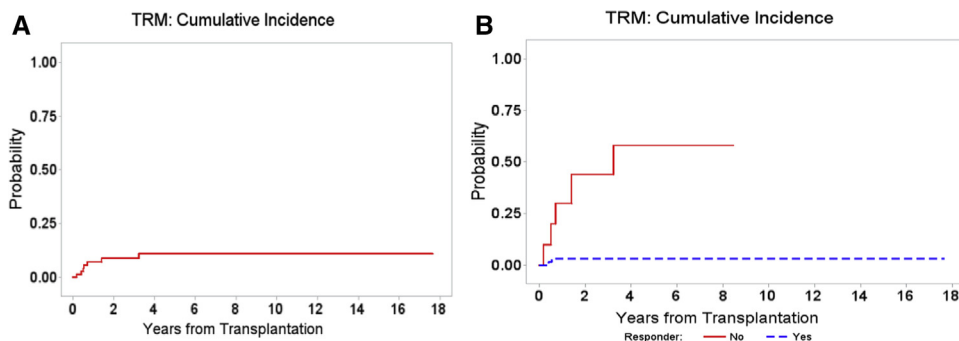 A
TRM: Cumulative Incidence
1.00
0.75
0.50
0.25
0.00
Probability
0 2 4 6 8 10 12 14 16 18
Years from Transplantation
B
TRM: Cumulative Incidence
1.00
0.75
0.50
0.25
0.00
Probability
0 2 4 6 8 10 12 14 16 18
Years from Transplantation
Responder: No Yes